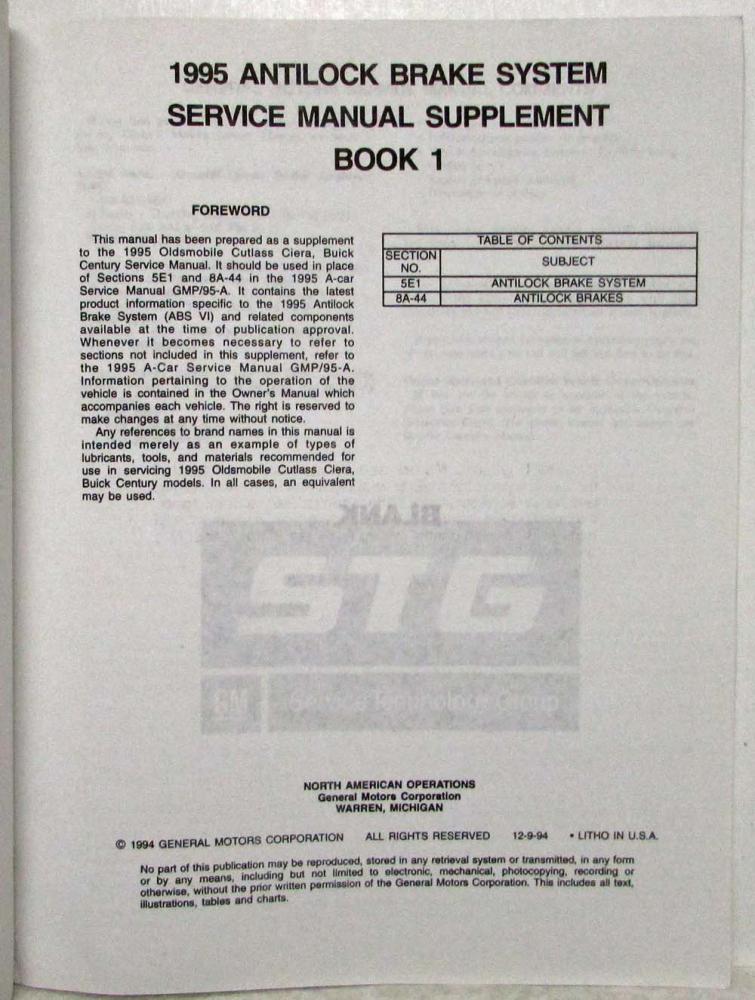 1995 ANTILOCK BRAKE SYSTEM
SERVICE MANUAL SUPPLEMENT
BOOK 1
FOREWORD
This manual has been prepared as a supplement
to the 1995 Oldsmobile Cutlass Ciera, Buick
Century Service Manual. It should be used in place
of Sections 5E1 and 8A-44 in the 1995 A-car
Service Manual GMP/95-A. It contains the latest
product information specific to the 1995 Antilock
Brake System (ABS VI) and related components
available at the time of publication approval.
Whenever it becomes necessary to refer to
sections not included in this supplement, refer to
the 1995 A-Car Service Manual GMP/95-A.
Information pertaining to the operation of the
vehicle is contained in the Owner's Manual which
accompanies each vehicle. The right is reserved to
make changes at any time without notice.
Any references to brand names in this manual is
intended merely as an example of types of
lubricants, tools, and materials recommended for
use in servicing 1995 Oldsmobile Cutlass Ciera,
Buick Century models. In all cases, an equivalent
may be used.
TABLE OF CONTENTS
SECTION NO. SUBJECT
5E1 ANTILOCK BRAKE SYSTEM
8A-44 ANTILOCK BRAKES
BLANK
STG
GM Service Technology Group
NORTH AMERICAN OPERATIONS
General Motors Corporation
WARREN, MICHIGAN
© 1994 GENERAL MOTORS CORPORATION ALL RIGHTS RESERVED 12-9-94 • LITHO IN U.S.A.
No part of this publication may be reproduced, stored in any retrieval system or transmitted, in any form
or by any means, including but not limited to electronic, mechanical, photocopying, recording or
otherwise, without the prior written permission of the General Motors Corporation. This includes all text,
illustrations, tables and charts.